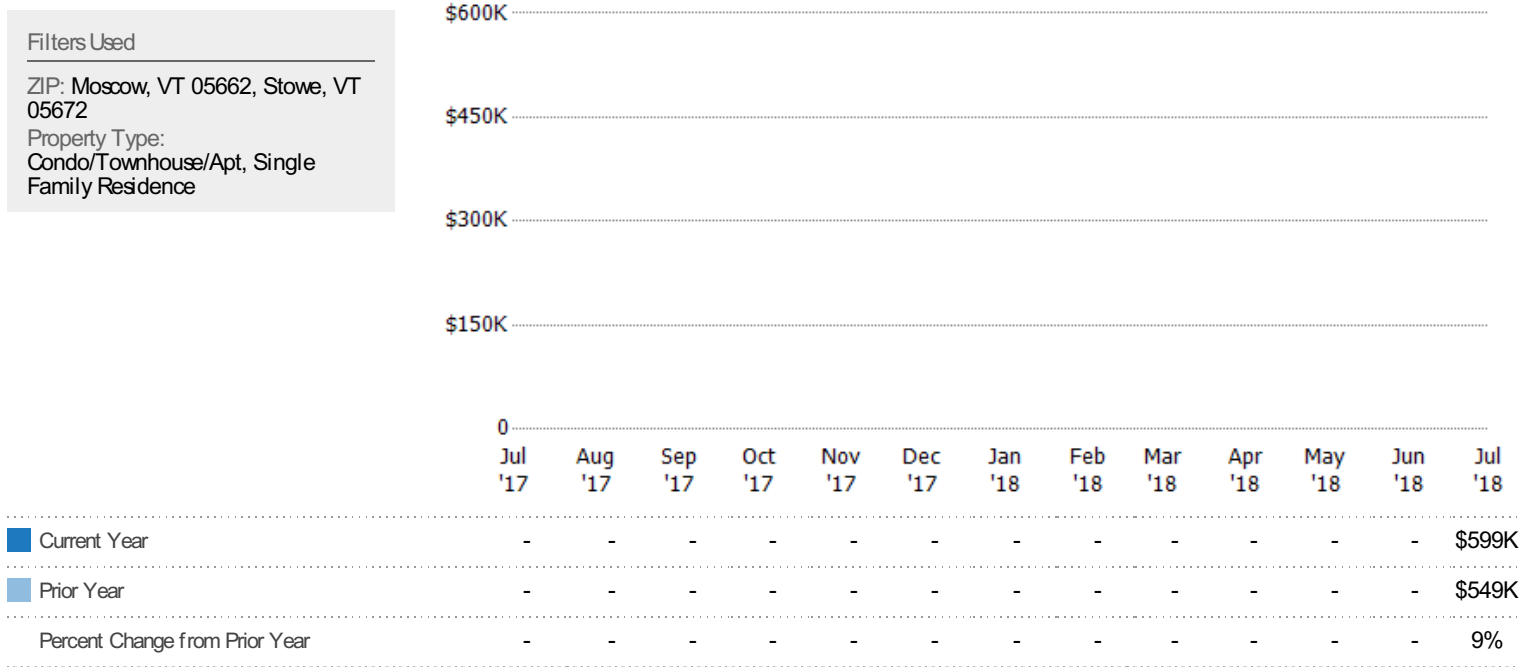 Filters Used
ZIP: Moscow, VT 05662, Stowe, VT
05672
Property Type:
Condo/Townhouse/Apt, Single
Family Residence
$600K
$450K
$300K
$150K
0
Jul Aug Sep Oct Nov Dec Jan Feb Mar Apr May Jun Jul
'17 '17 '17 '17 '17 '17 '18 '18 '18 '18 '18 '18 '18
Current Year - - - - - - - - - - - - $599K
Prior Year - - - - - - - - - - - - $549K
Percent Change from Prior Year - - - - - - - - - - - - 9%